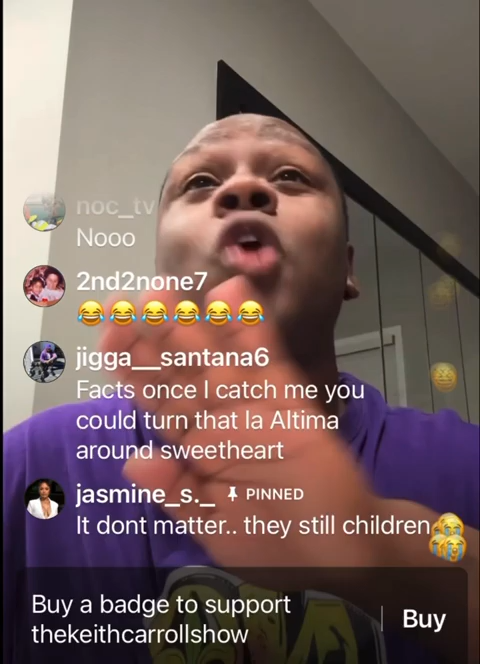 noc_tv
Nooo
2nd2none7
😂😂😂😂😂😂
jigga__santana6
Facts once I catch me you
could turn that la Altima
around sweetheart
jasmine_s._ PINNED
It dont matter.. they still children😭
Buy a badge to support
thekeithcarrollshow
Buy